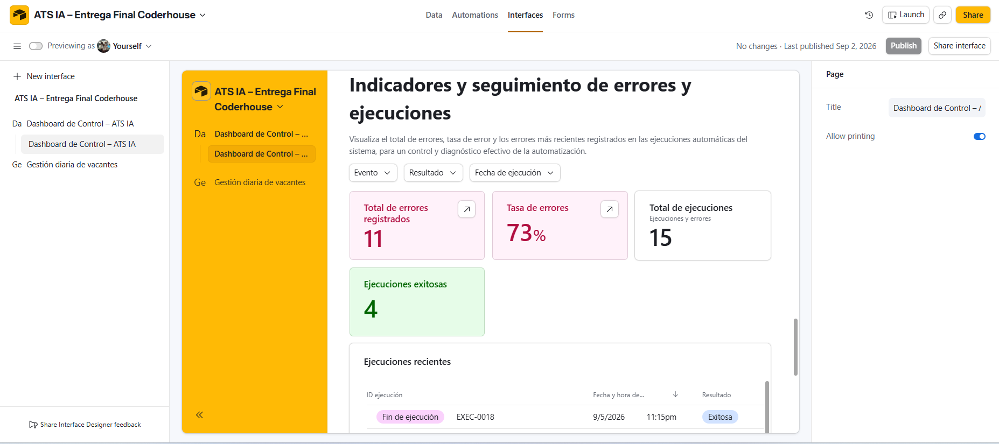 ATS IA – Entrega Final Coderhouse
Data
Automations
Interfaces
Forms
Launch
Share
Previewing as
Yourself
No changes · Last published Sep 2, 2026
Publish
Share interface
New interface
ATS IA – Entrega Final Coderhouse
Da
Dashboard de Control – ATS IA
Dashboard de Control – ATS IA
Ge
Gestión diaria de vacantes
Share Interface Designer feedback
ATS IA – Entrega Final
Coderhouse
Da
Dashboard de Control – ...
Dashboard de Control – ...
Ge
Gestión diaria de vacantes
Indicadores y seguimiento de errores y
ejecuciones
Visualiza el total de errores, tasa de error y los errores más recientes registrados en las ejecuciones automáticas del
sistema, para un control y diagnóstico efectivo de la automatización.
Evento
Resultado
Fecha de ejecución
Total de errores
registrados
11
Tasa de errores
73%
Total de ejecuciones
Ejecuciones y errores
15
Ejecuciones exitosas
4
Ejecuciones recientes
ID ejecución
Fecha y hora de...
Resultado
Fin de ejecución
EXEC-0018
9/5/2026
11:15pm
Exitosa
Page
Title
Dashboard de Control –
Allow printing